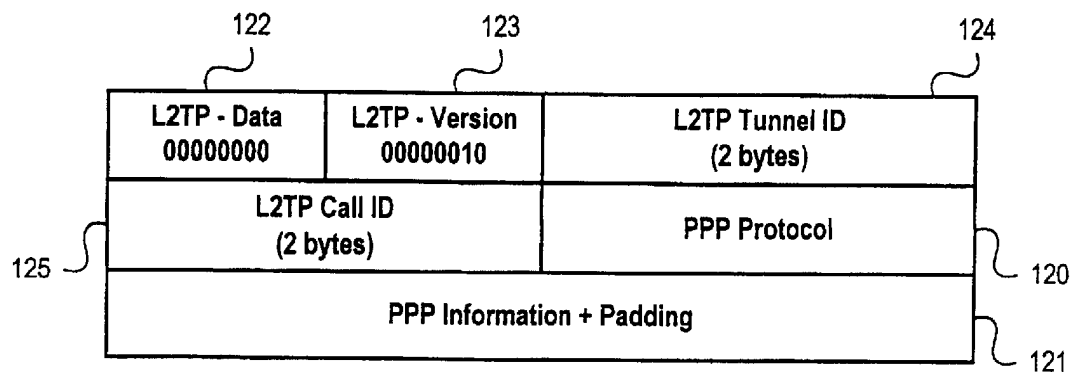 122
123
124
L2TP - Data
00000000
L2TP - Version
00000010
L2TP Tunnel ID
(2 bytes)
L2TP Call ID
(2 bytes)
PPP Protocol
125
120
PPP Information + Padding
121